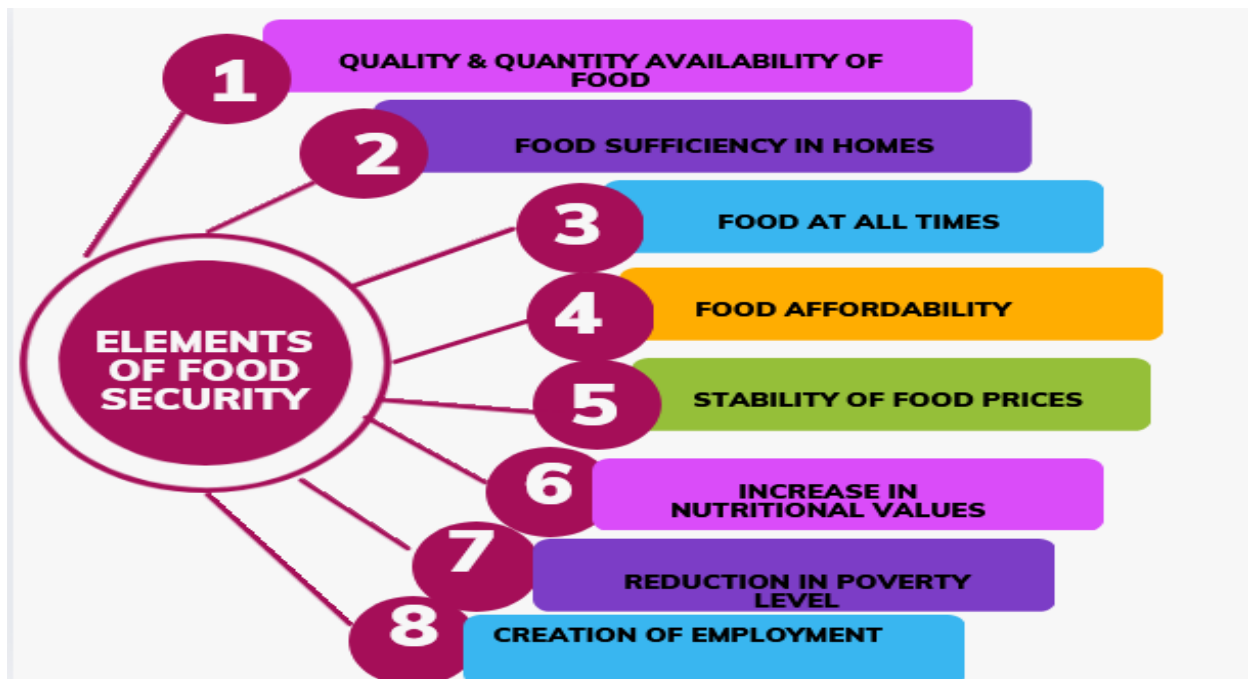 1
QUALITY & QUANTITY AVAILABILITY OF
FOOD
2
FOOD SUFFICIENCY IN HOMES
3
FOOD AT ALL TIMES
4
FOOD AFFORDABILITY
ELEMENTS
OF FOOD
SECURITY
5
STABILITY OF FOOD PRICES
6
INCREASE IN
NUTRITIONAL VALUES
7
REDUCTION IN POVERTY
LEVEL
8
CREATION OF EMPLOYMENT